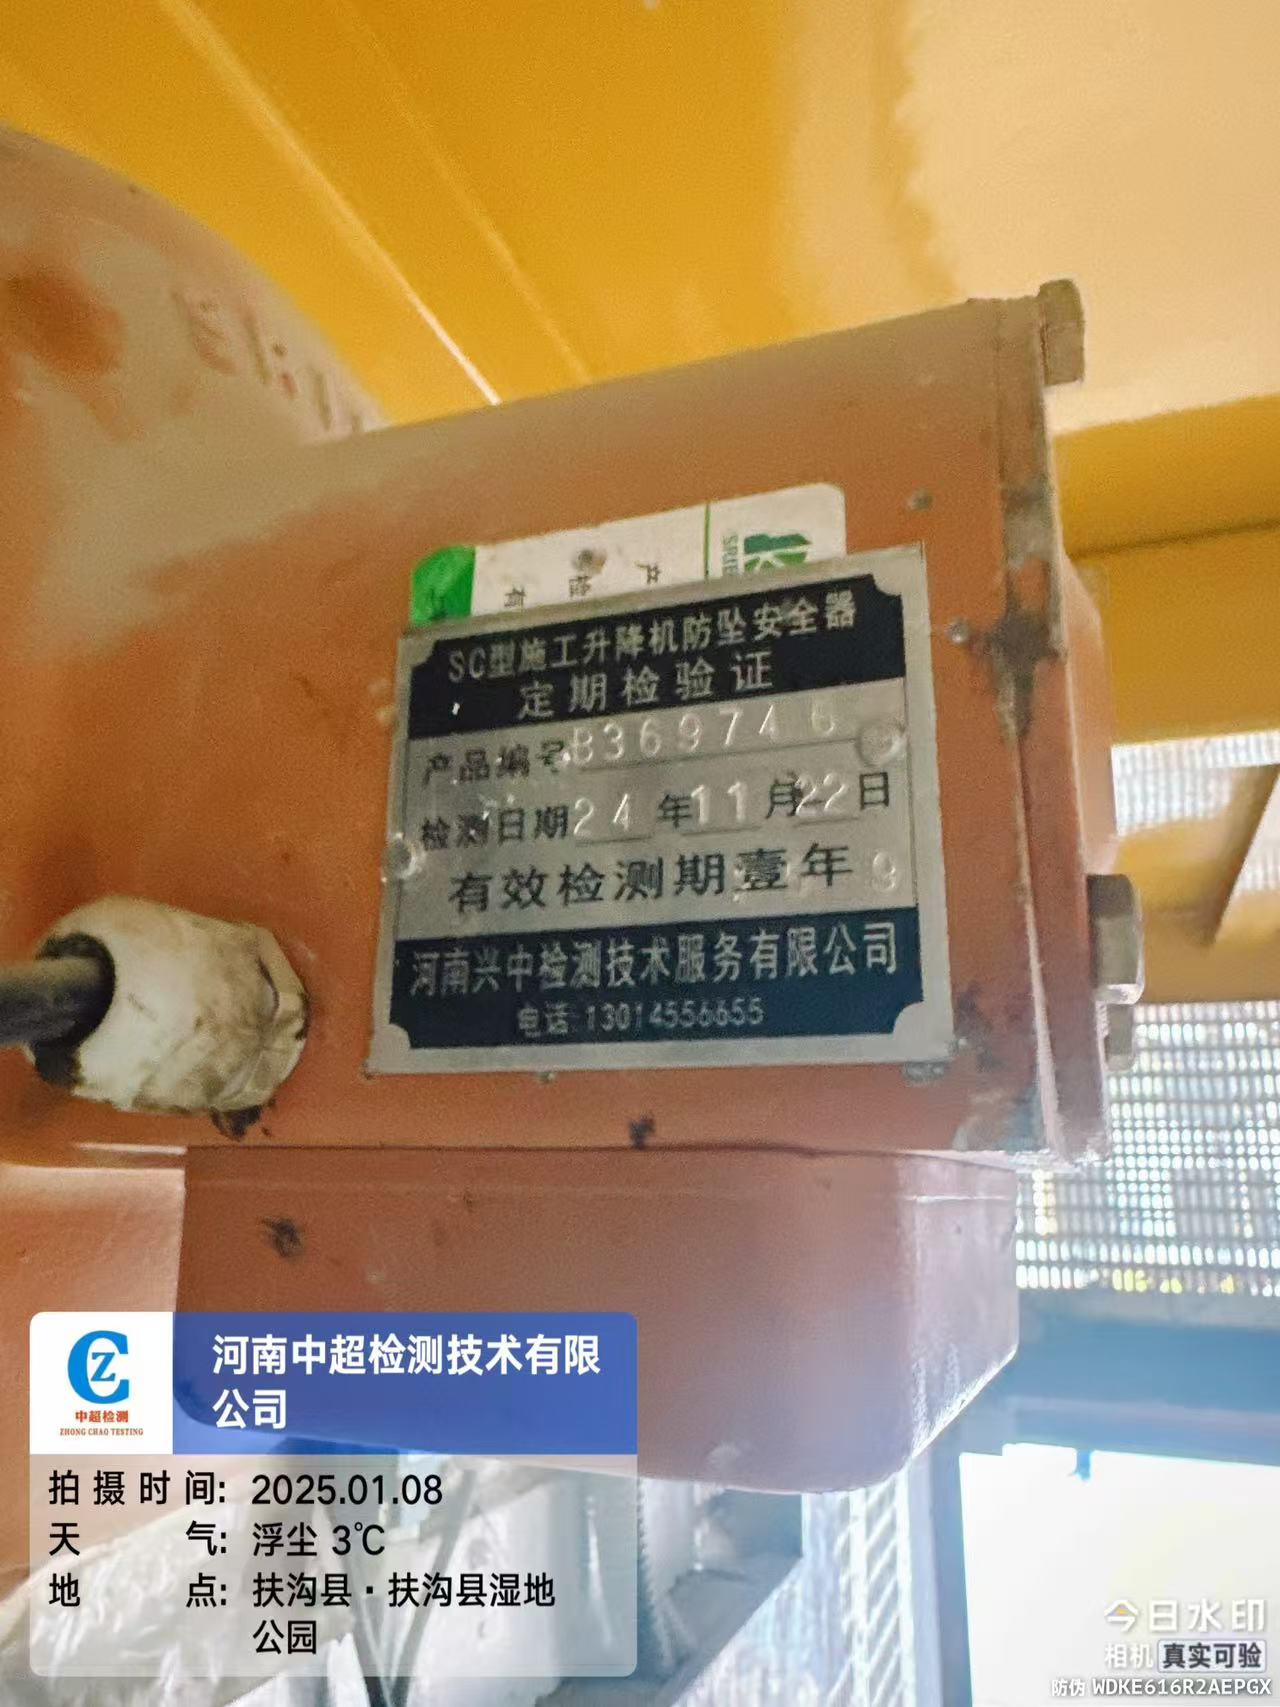 SC型施工升降机防坠安全器
定期检验证
产品编号8369746
检测日期24年11月22日
有效检测期壹年
河南兴中检测技术服务有限公司
电话:13014556655
河南中超检测技术有限
公司
中超检测
ZHONG CHAO TESTING
拍摄时间: 2025.01.08
天气: 浮尘 3℃
地点: 扶沟县·扶沟县湿地
公园
今日水印
相机 真实可验
防伪 WDKE616R2AEPGX